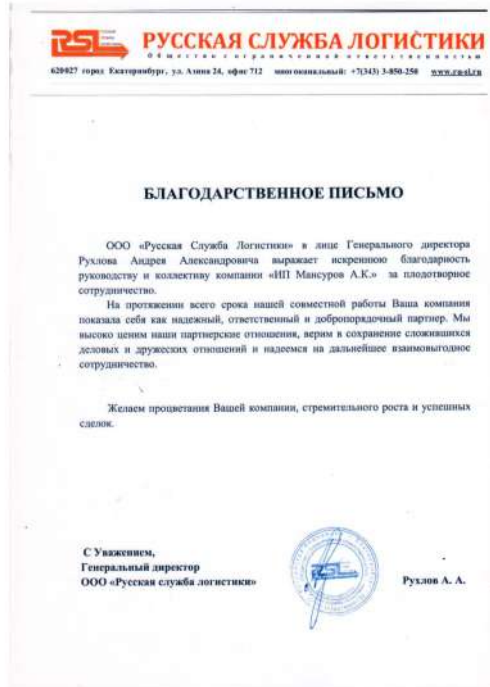 RSL
РУССКАЯ СЛУЖБА ЛОГИСТИКИ
Общество с ограниченной ответственностью
620027 город Екатеринбург, ул. Азина 24, офис 712 многоканальный: +7(343) 3-850-250 www.ru-sl.ru
БЛАГОДАРСТВЕННОЕ ПИСЬМО
ООО «Русская Служба Логистики» в лице Генерального директора
Рухлова Андрея Александровича выражает искреннюю благодарность
руководству и коллективу компании «ИП Мансуров А.К.» за плодотворное
сотрудничество.
На протяжении всего срока нашей совместной работы Ваша компания
показала себя как надежный, ответственный и добропорядочный партнер. Мы
высоко ценим наши партнерские отношения, верим в сохранение сложившихся
деловых и дружеских отношений и надеемся на дальнейшее взаимовыгодное
сотрудничество.
Желаем процветания Вашей компании, стремительного роста и успешных
сделок.
С Уважением,
Генеральный директор
ООО «Русская служба логистики»
RSL
Рухлов А. А.